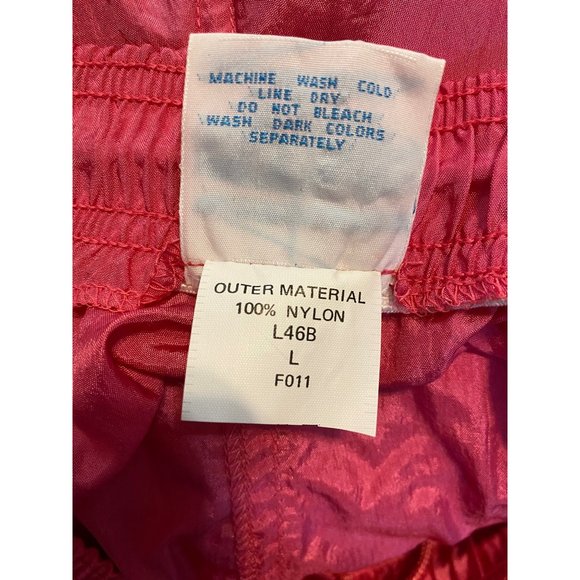 MACHINE WASH COLD
LINE DRY
DO NOT BLEACH
WASH DARK COLORS
SEPARATELY
OUTER MATERIAL
100% NYLON
L46B
L
F011